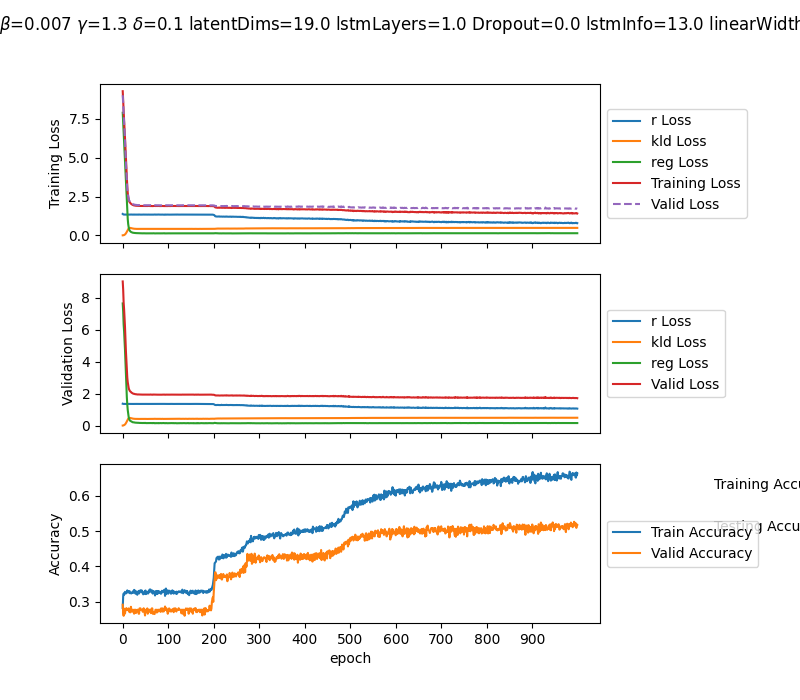 β=0.007 γ=1.3 δ=0.1 latentDims=19.0 lstmLayers=1.0 Dropout=0.0 lstmInfo=13.0 linearWidth
Training Loss
7.5
5.0
2.5
0.0
r Loss
kld Loss
reg Loss
Training Loss
Valid Loss
Validation Loss
8
6
4
2
0
r Loss
kld Loss
reg Loss
Valid Loss
Accuracy
0.6
0.5
0.4
0.3
Training Accu
Testing Accu
Train Accuracy
Valid Accuracy
0 100 200 300 400 500 600 700 800 900
epoch